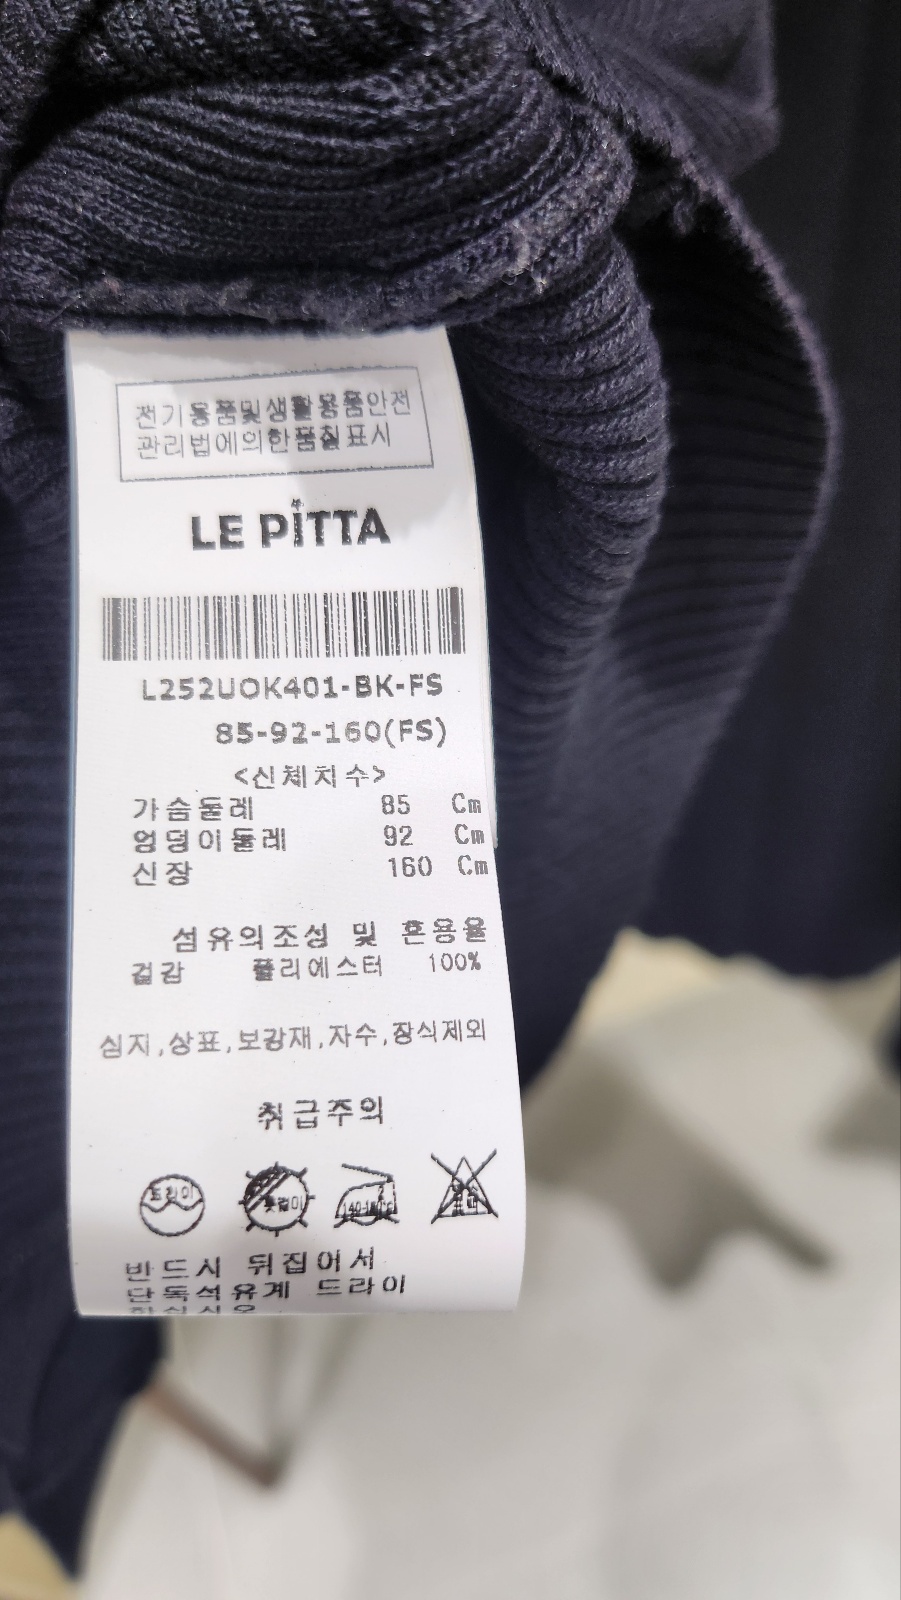 전기용품및생활용품안전
관리법에의한품질표시
LE PiTTA
L252UOK401-BK-FS
85-92-160(FS)
<신체치수>
가슴둘레 85 Cm
엉덩이둘레 92 Cm
신장 160 Cm
섬유의조성 및 혼용율
겉감 폴리에스터 100%
심지,상표,보강재,자수,장식제외
취급주의
드라이
반드시 뒤집어서
단독석유계 드라이